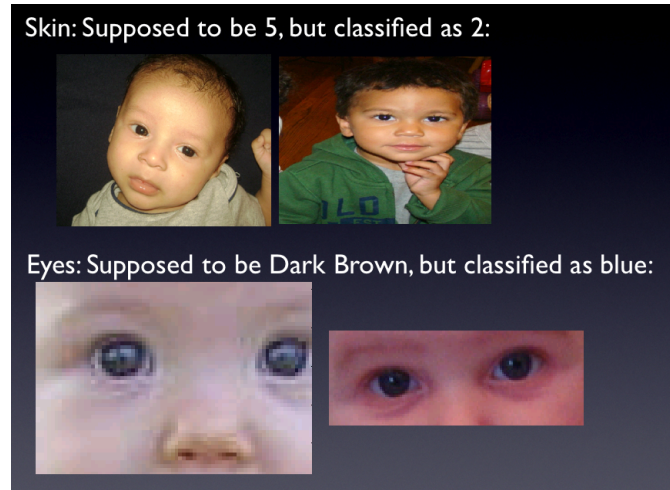 Skin: Supposed to be 5, but classified as 2:
ILO
Eyes: Supposed to be Dark Brown, but classified as blue: